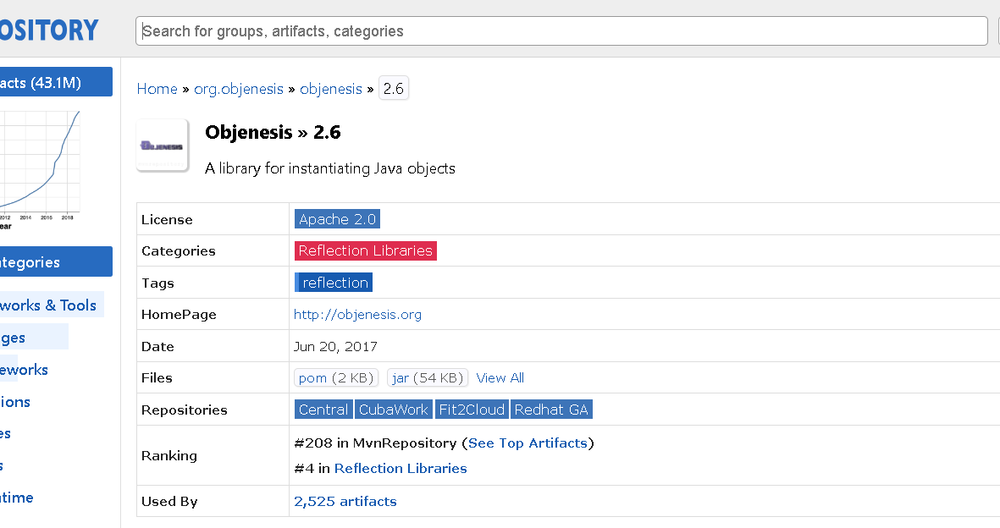 OSITORY
Search for groups, artifacts, categories
acts (43.1M)
2012 2014 2016 2018
ear
ategories
works & Tools
ges
eworks
ions
es
s
ntime
Home » org.objenesis » objenesis » 2.6
OBJENESIS
Objenesis » 2.6
A library for instantiating Java objects
License Apache 2.0
Categories Reflection Libraries
Tags reflection
HomePage http://objenesis.org
Date Jun 20, 2017
Files pom (2 KB) jar (54 KB) View All
Repositories Central CubaWork Fit2Cloud Redhat GA
Ranking #208 in MvnRepository (See Top Artifacts)
#4 in Reflection Libraries
Used By 2,525 artifacts